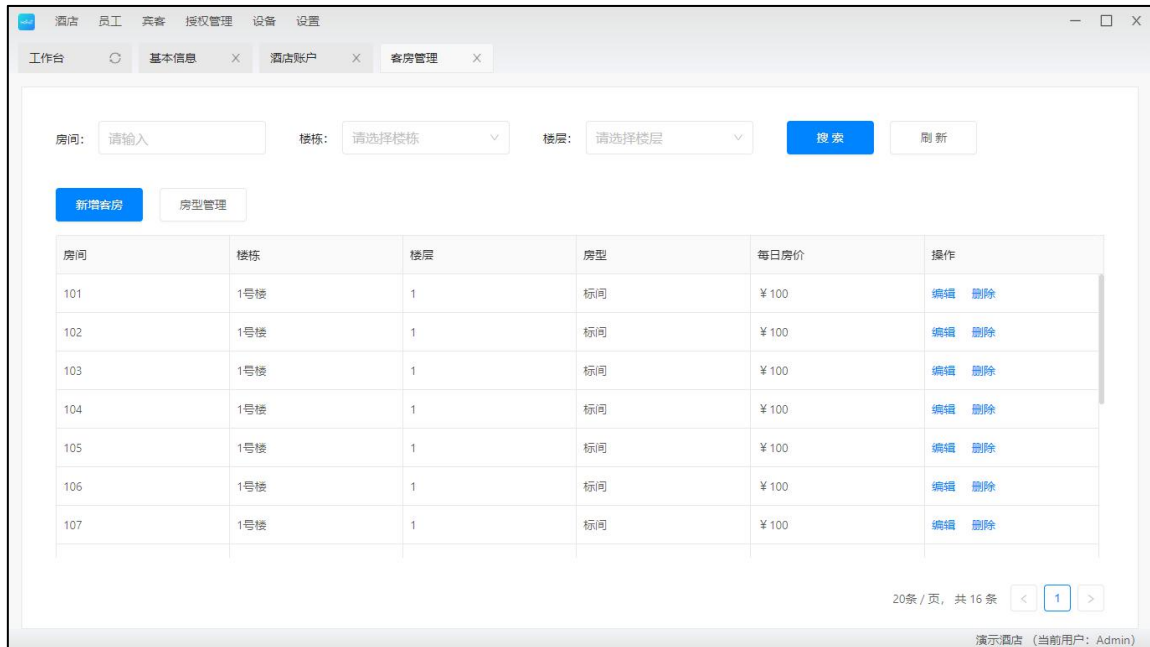 酒店 员工 宾客 授权管理 设备 设置
工作台 基本信息 酒店账户 客房管理
房间: 请输入 楼栋: 请选择楼栋 楼层: 请选择楼层 搜索 刷新
新增客房 房型管理
房间 楼栋 楼层 房型 每日房价 操作
101 1号楼 1 标间 ¥100 编辑 删除
102 1号楼 1 标间 ¥100 编辑 删除
103 1号楼 1 标间 ¥100 编辑 删除
104 1号楼 1 标间 ¥100 编辑 删除
105 1号楼 1 标间 ¥100 编辑 删除
106 1号楼 1 标间 ¥100 编辑 删除
107 1号楼 1 标间 ¥100 编辑 删除
20条/页, 共16条 < 1 >
演示酒店 (当前用户: Admin)